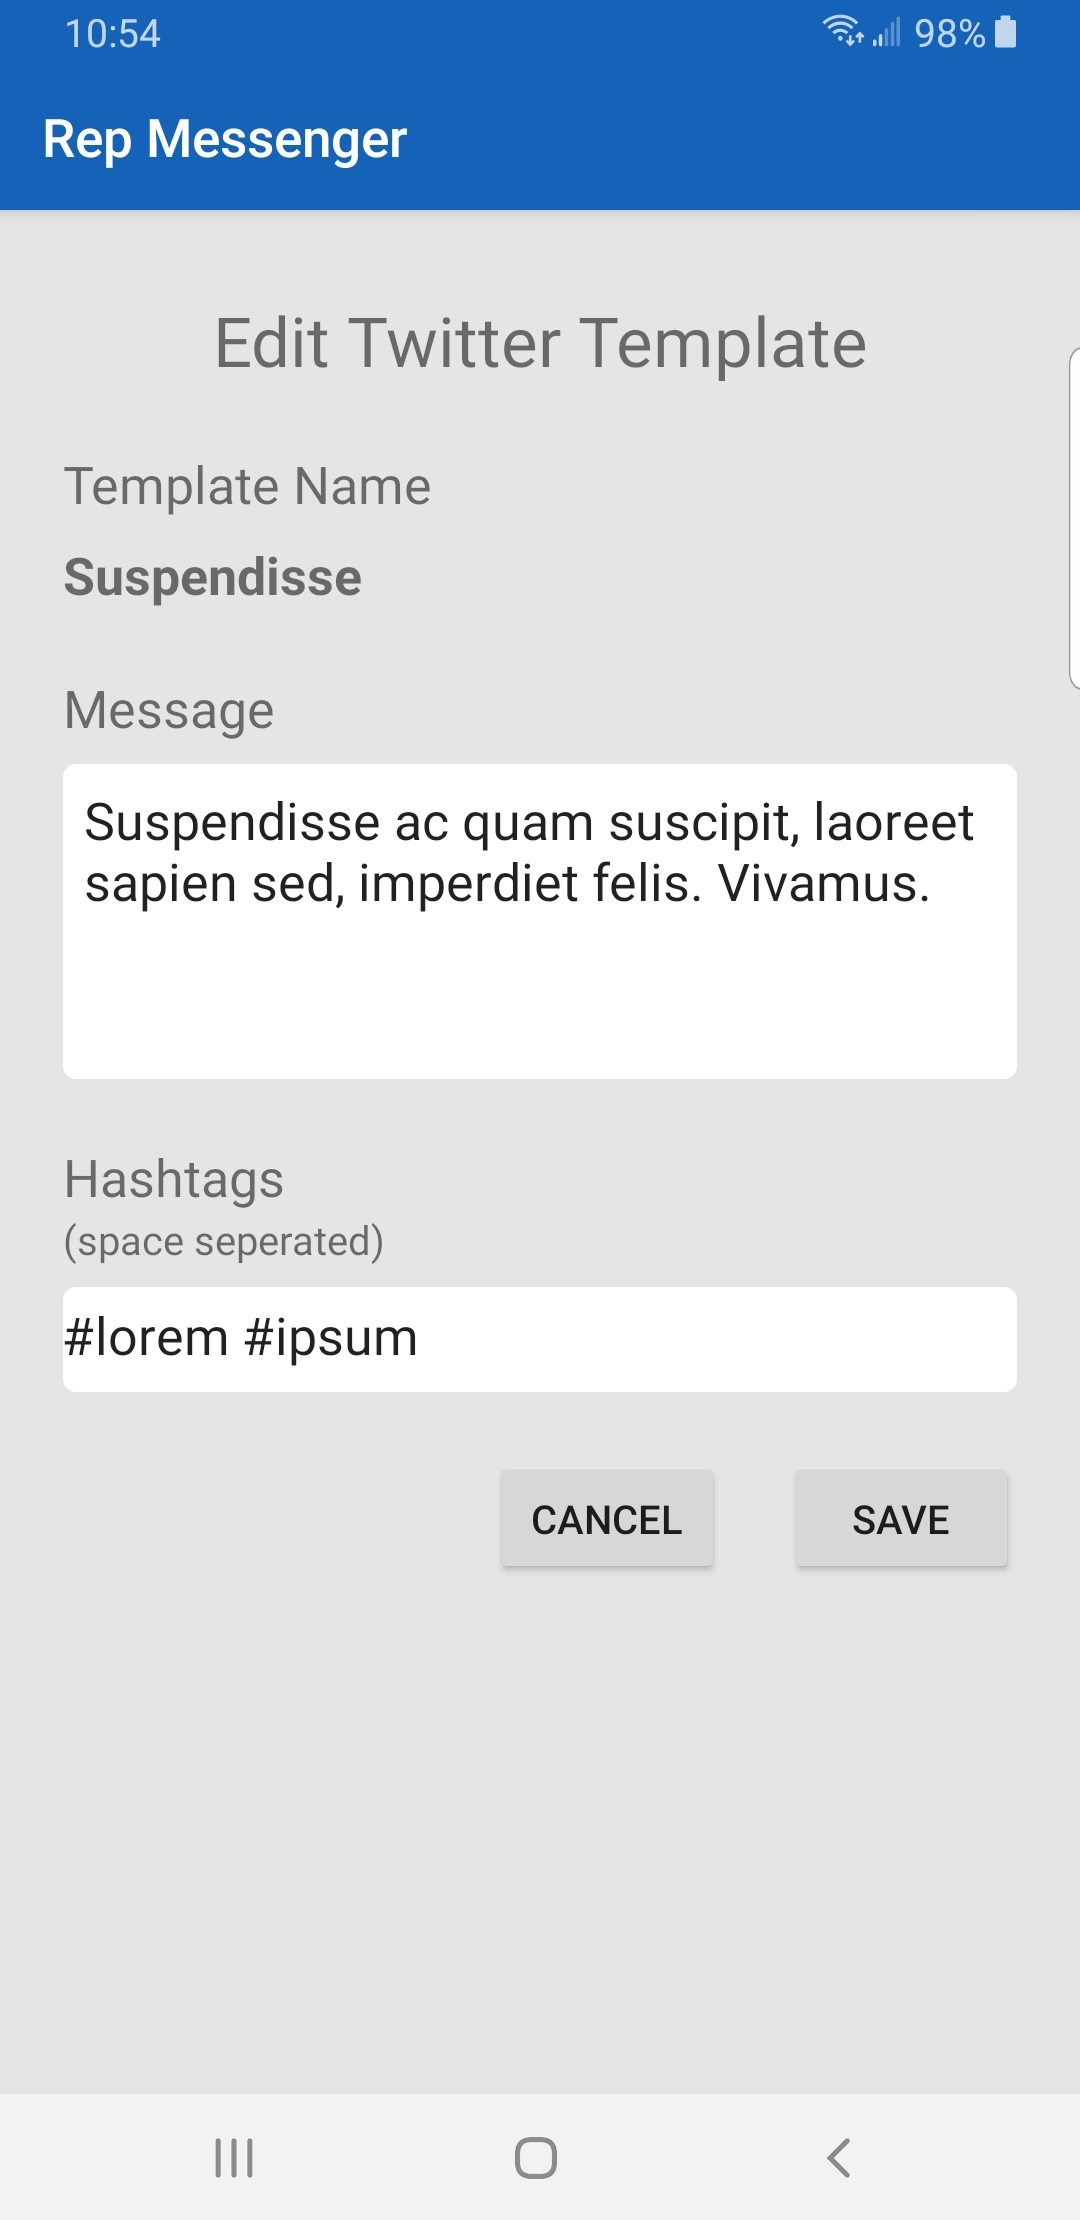 10:54
98%
Rep Messenger
Edit Twitter Template
Template Name
Suspendisse
Message
Suspendisse ac quam suscipit, laoreet
sapien sed, imperdiet felis. Vivamus.
Hashtags
(space seperated)
#lorem #ipsum
CANCEL SAVE